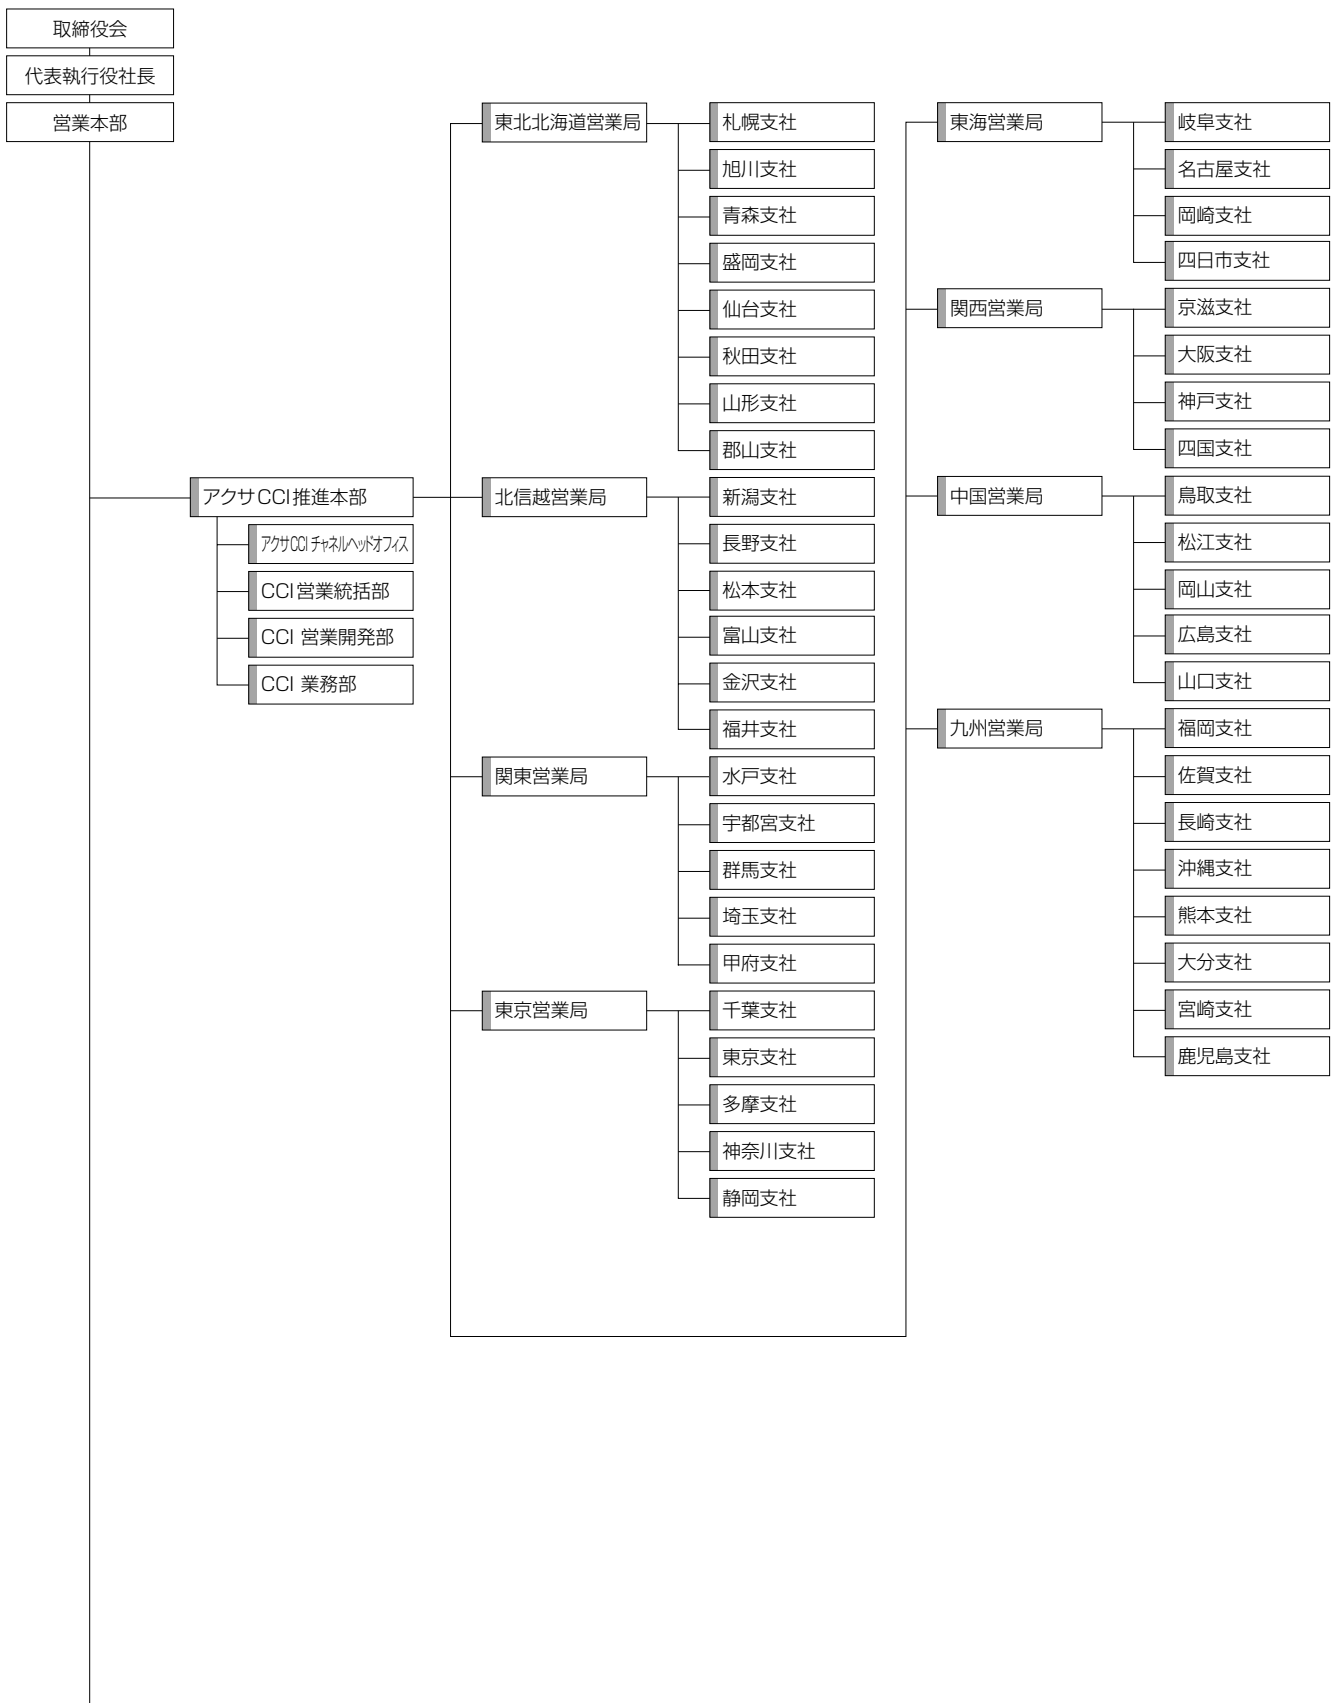 取締役会
代表執行役社長
営業本部
アクサCCI推進本部
アクサCCIチャネルヘッドオフィス
CCI営業統括部
CCI 営業開発部
CCI 業務部
東北北海道営業局
札幌支社
旭川支社
青森支社
盛岡支社
仙台支社
秋田支社
山形支社
郡山支社
北信越営業局
新潟支社
長野支社
松本支社
富山支社
金沢支社
福井支社
関東営業局
水戸支社
宇都宮支社
群馬支社
埼玉支社
甲府支社
東京営業局
千葉支社
東京支社
多摩支社
神奈川支社
静岡支社
東海営業局
岐阜支社
名古屋支社
岡崎支社
四日市支社
関西営業局
京滋支社
大阪支社
神戸支社
四国支社
中国営業局
鳥取支社
松江支社
岡山支社
広島支社
山口支社
九州営業局
福岡支社
佐賀支社
長崎支社
沖縄支社
熊本支社
大分支社
宮崎支社
鹿児島支社